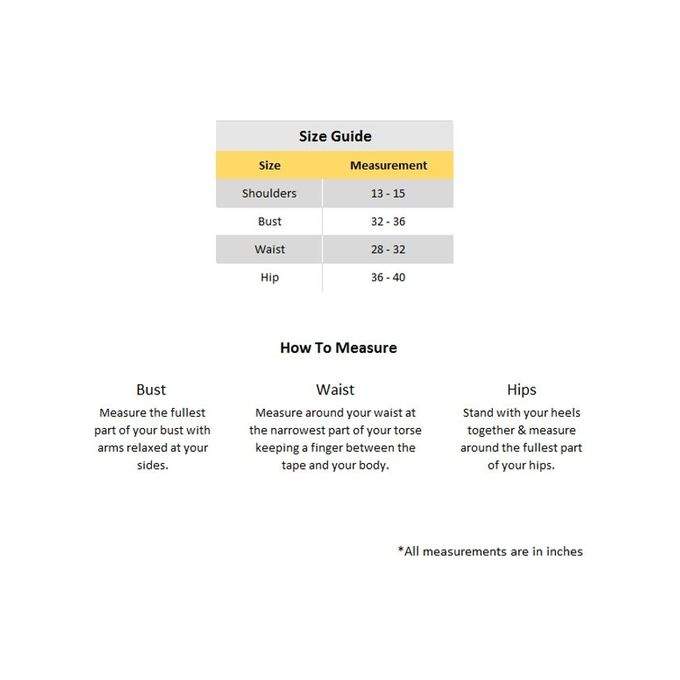 Size Guide
Size Measurement
Shoulders 13 - 15
Bust 32 - 36
Waist 28 - 32
Hip 36 - 40
How To Measure
Bust
Measure the fullest
part of your bust with
arms relaxed at your
sides.
Waist
Measure around your waist at
the narrowest part of your torse
keeping a finger between the
tape and your body.
Hips
Stand with your heels
together & measure
around the fullest part
of your hips.
*All measurements are in inches